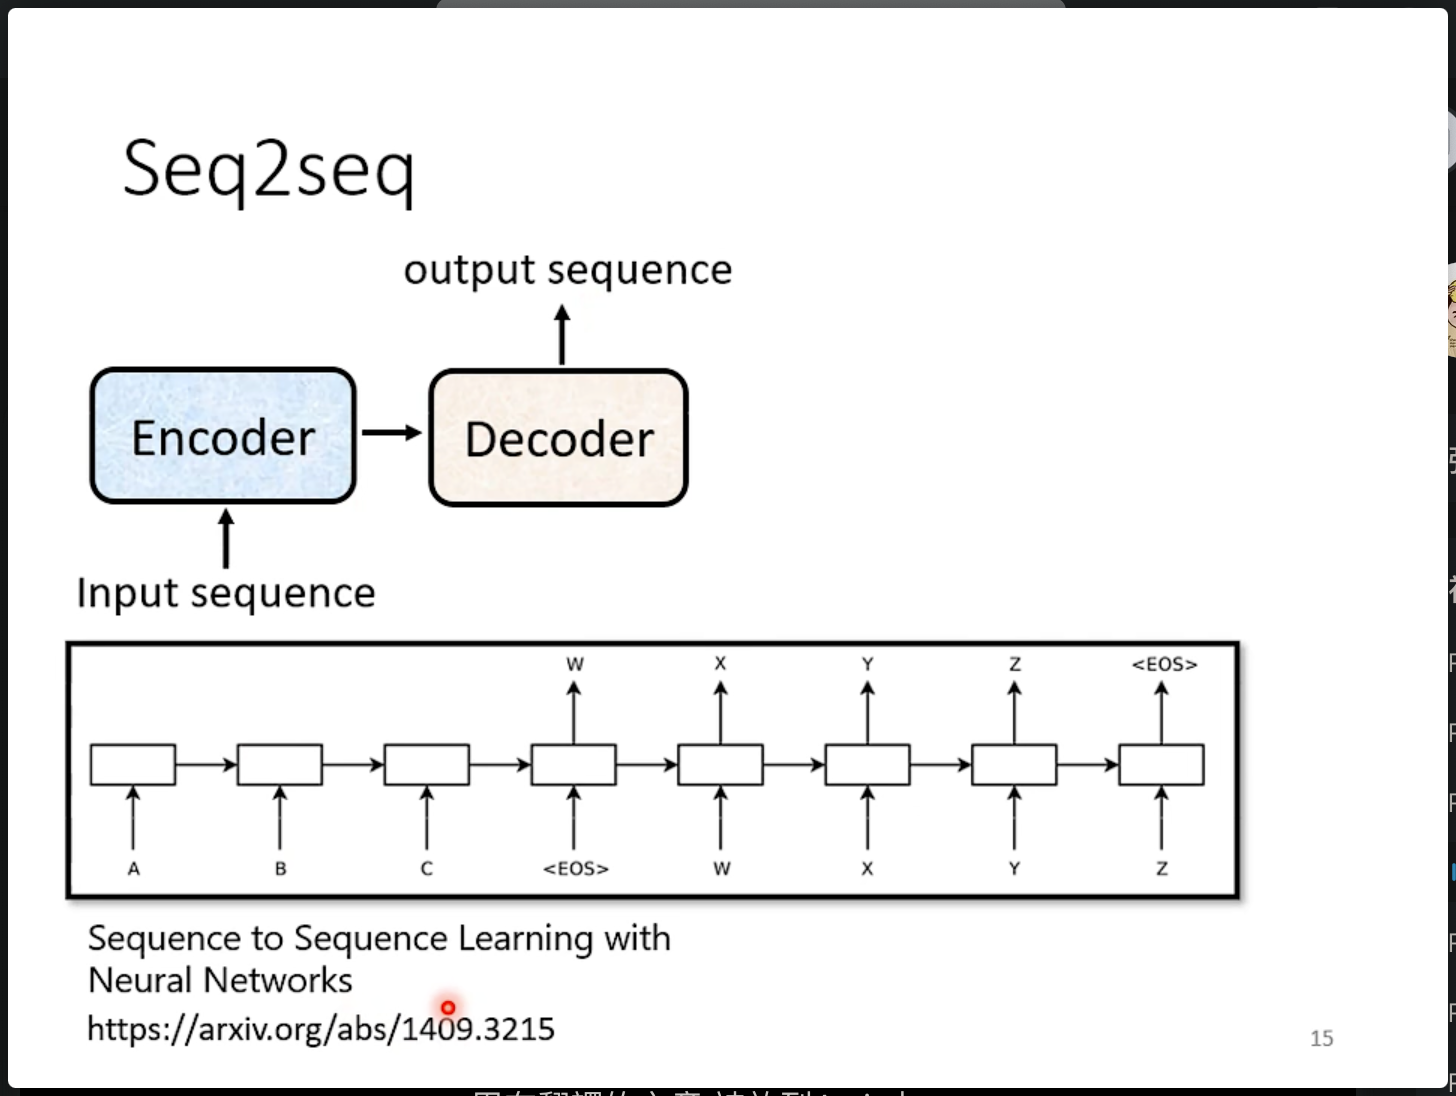 Seq2seq
output sequence
Encoder
Decoder
Input sequence
W X Y Z <EOS>
A B C <EOS> W X Y Z
Sequence to Sequence Learning with
Neural Networks
https://arxiv.org/abs/1409.3215
15